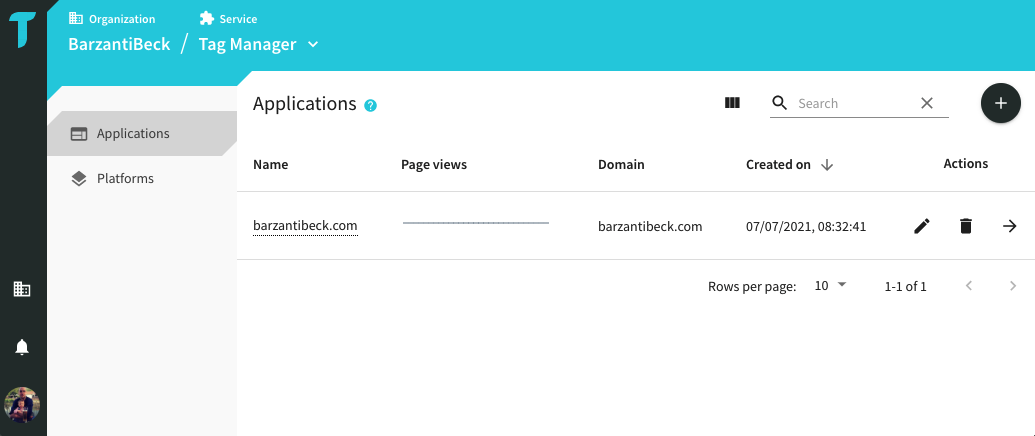 Organization
Service
BarzantiBeck / Tag Manager
Applications ?
Search
Applications
Platforms
Name Page views Domain Created on Actions
barzantibeck.com barzantibeck.com 07/07/2021, 08:32:41
Rows per page: 10 1-1 of 1